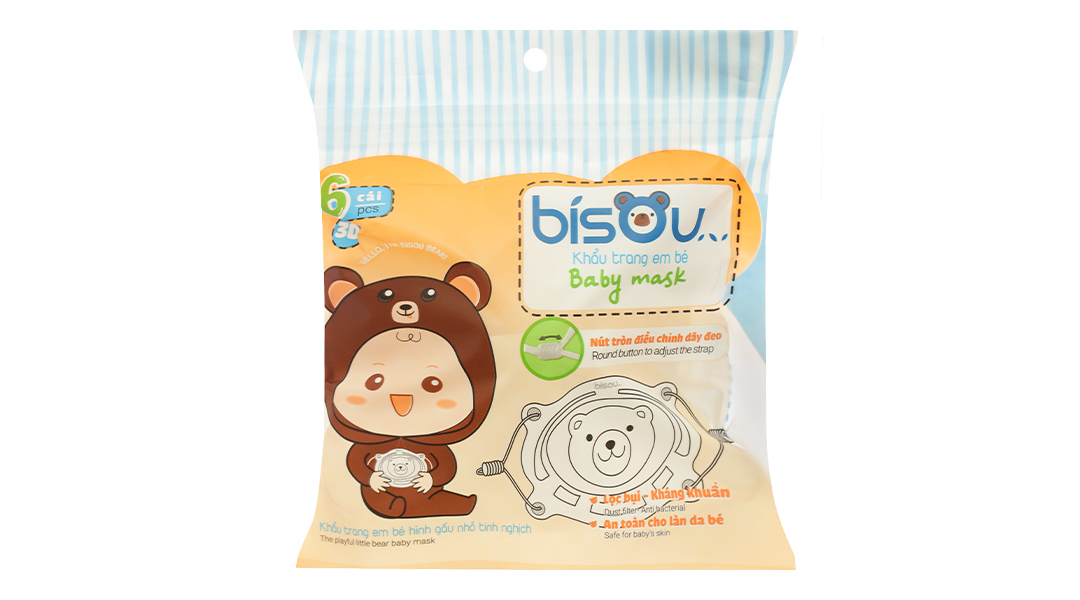 6 cái
pcs
3D
HELLO, I'm BISOU BEAR!
bisou...
Khẩu trang em bé
Baby mask
Nút tròn điều chỉnh dây đeo
Round button to adjust the strap
bisou...
Lọc bụi - Kháng khuẩn
Dust filter- Anti bacterial
An toàn cho làn da bé
Safe for baby's skin
Khẩu trang em bé hình gấu nhỏ tinh nghịch
The playful little bear baby mask